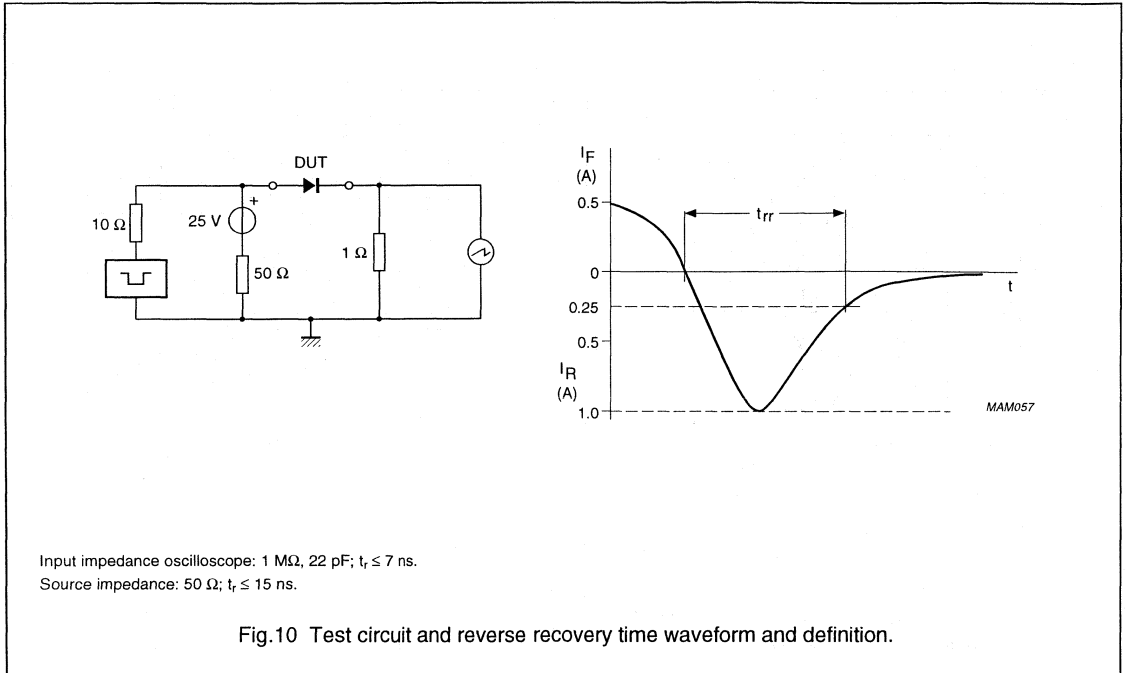 DUT
+
10 Ω
25 V
50 Ω
1 Ω
I_F
(A)
0.5
t_rr
0
t
0.25
0.5
I_R
(A)
1.0
MAM057
Input impedance oscilloscope: 1 MΩ, 22 pF; t_r ≤ 7 ns.
Source impedance: 50 Ω; t_r ≤ 15 ns.
Fig.10 Test circuit and reverse recovery time waveform and definition.